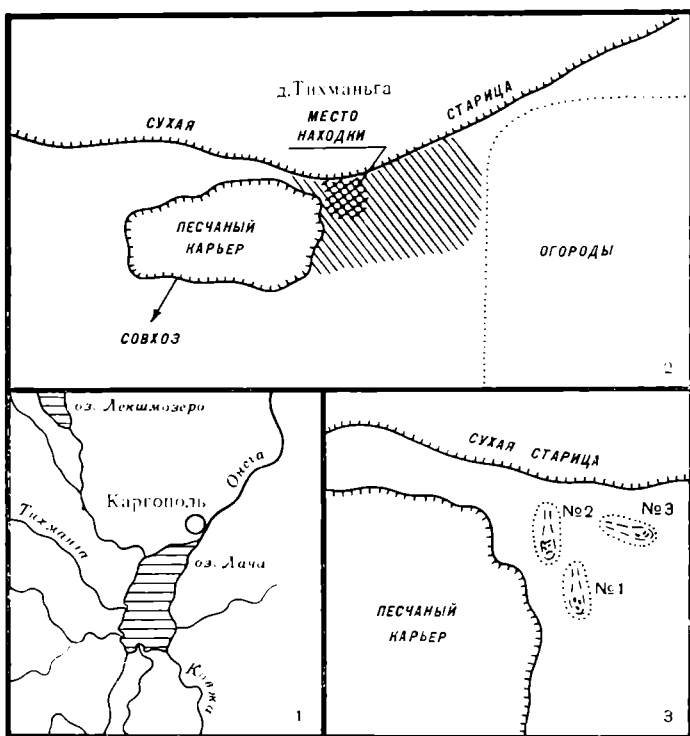 д. Тихманьга
СУХАЯ
СТАРИЦА
МЕСТО
НАХОДКИ
ПЕСЧАНЫЙ
КАРЬЕР
ОГОРОДЫ
СОВХОЗ
2
оз. Лекшмозеро
Онега
Каргополь
Тихманга
оз. Лача
Ковжа
1
СУХАЯ СТАРИЦА
№2
№3
№1
ПЕСЧАНЫЙ
КАРЬЕР
3